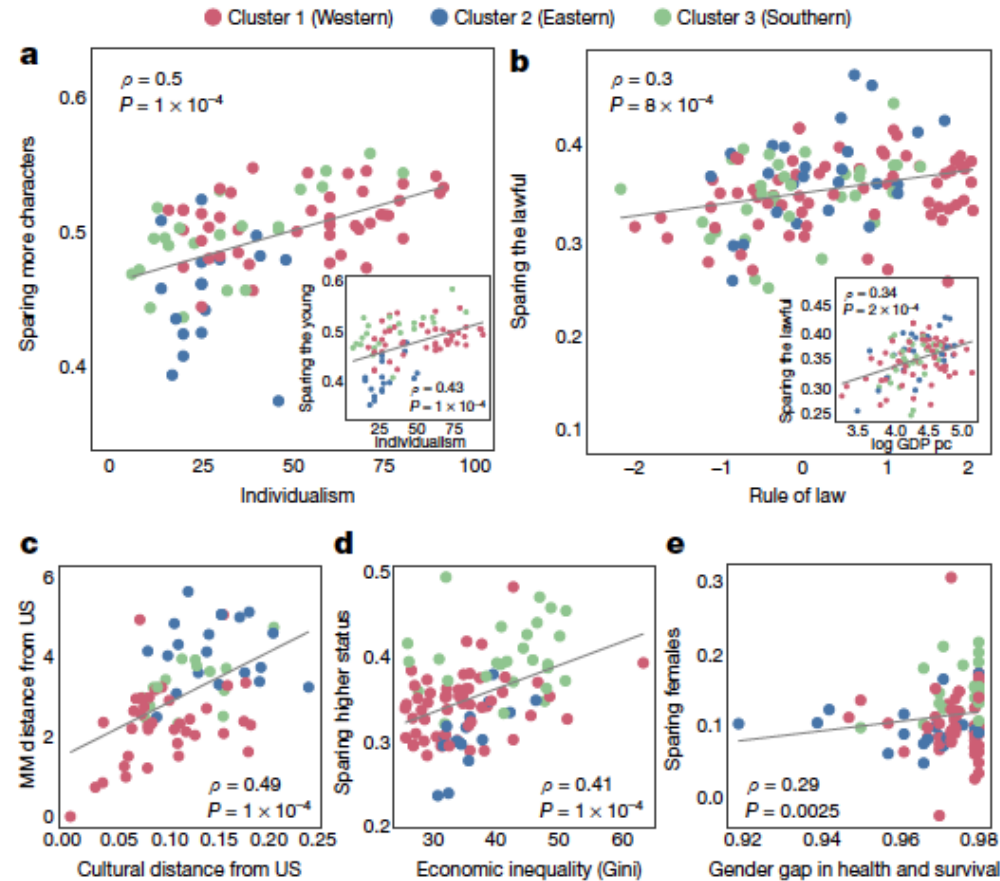 Cluster 1 (Western) Cluster 2 (Eastern) Cluster 3 (Southern)
a
ρ = 0.5
P = 1 × 10⁻⁴
Sparing more characters
0.6
0.5
0.4
0 25 50 75 100
Individualism
Sparing the young
0.6
0.5
0.4
ρ = 0.43
P = 1 × 10⁻⁴
25 50 75
Individualism
b
ρ = 0.3
P = 8 × 10⁻⁴
Sparing the lawful
0.4
0.3
0.2
0.1
−2 −1 0 1 2
Rule of law
Sparing the lawful
ρ = 0.34
P = 2 × 10⁻⁴
0.45
0.40
0.35
0.30
0.25
3.5 4.0 4.5 5.0
log GDP pc
c
MM distance from US
6
4
2
0
ρ = 0.49
P = 1 × 10⁻⁴
0.00 0.05 0.10 0.15 0.20 0.24
Cultural distance from US
d
Sparing higher status
0.5
0.4
0.3
0.2
ρ = 0.41
P = 1 × 10⁻⁴
30 40 50 60
Economic inequality (Gini)
e
Sparing females
0.3
0.2
0.1
0.0
ρ = 0.29
P = 0.0025
0.92 0.94 0.96 0.98
Gender gap in health and survival